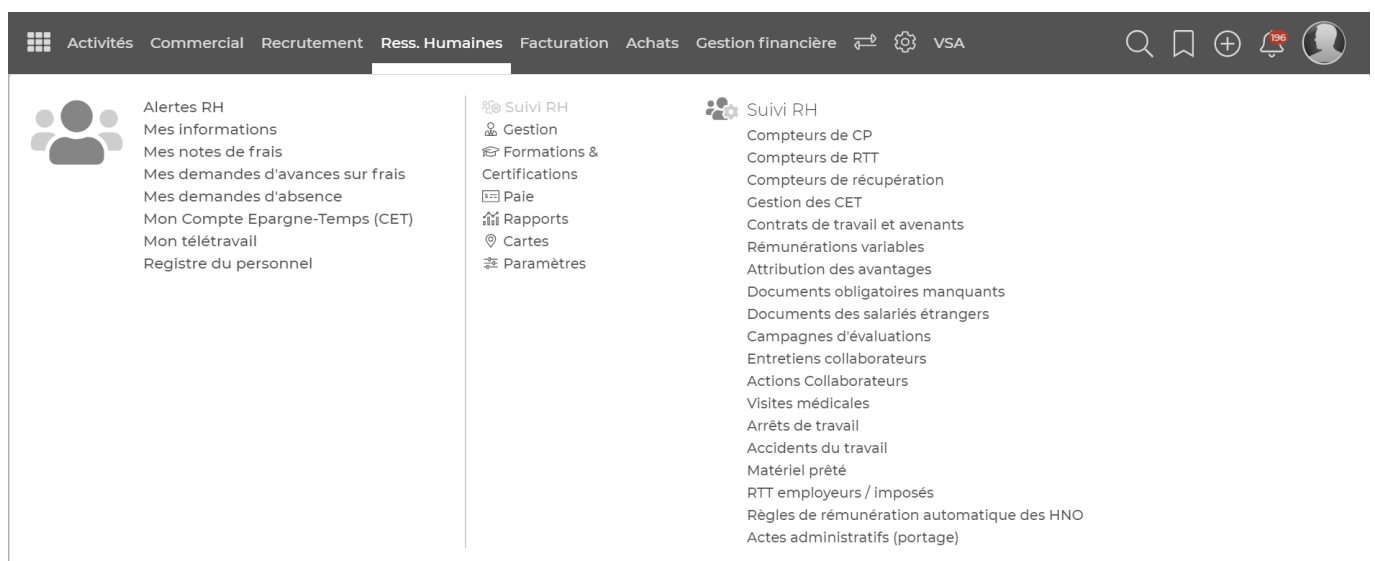 Activités Commercial Recrutement Ress. Humaines Facturation Achats Gestion financière VSA 196
Alertes RH
Mes informations
Mes notes de frais
Mes demandes d'avances sur frais
Mes demandes d'absence
Mon Compte Epargne-Temps (CET)
Mon télétravail
Registre du personnel
Suivi RH
Gestion
Formations &
Certifications
Paie
Rapports
Cartes
Paramètres
Suivi RH
Compteurs de CP
Compteurs de RTT
Compteurs de récupération
Gestion des CET
Contrats de travail et avenants
Rémunérations variables
Attribution des avantages
Documents obligatoires manquants
Documents des salariés étrangers
Campagnes d'évaluations
Entretiens collaborateurs
Actions Collaborateurs
Visites médicales
Arrêts de travail
Accidents du travail
Matériel prêté
RTT employeurs / imposés
Règles de rémunération automatique des HNO
Actes administratifs (portage)